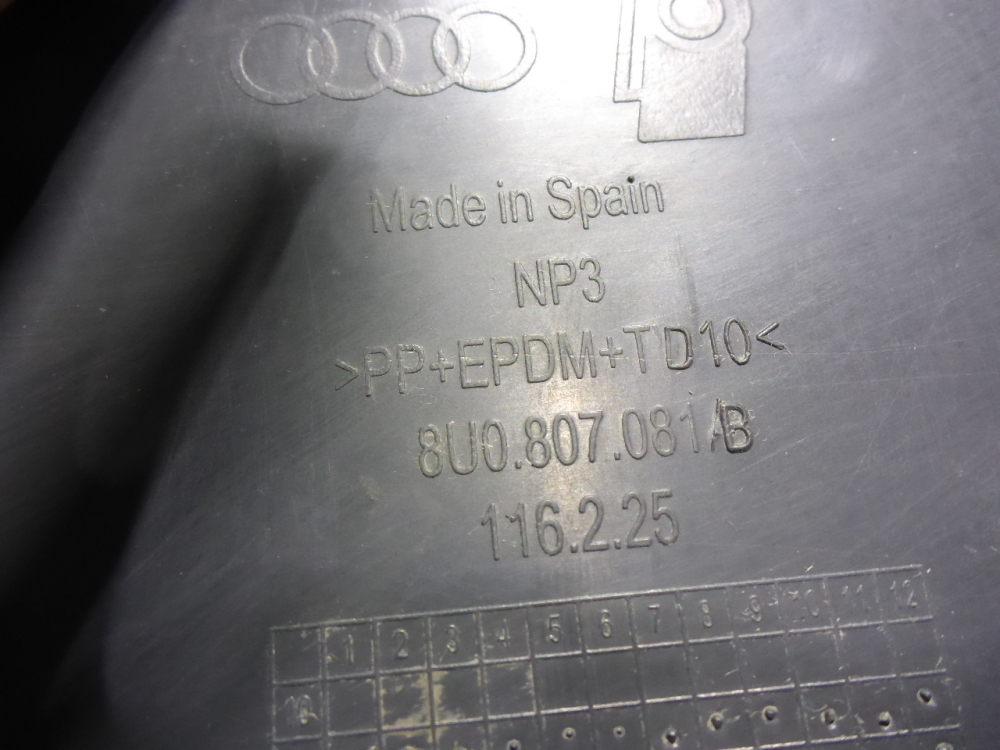 Made in Spain
NP3
>PP+EPDM+TD10<
8U0.807.081/B
116.2.25
1 2 3 4 5 6 7 8 9 10 11 12
10